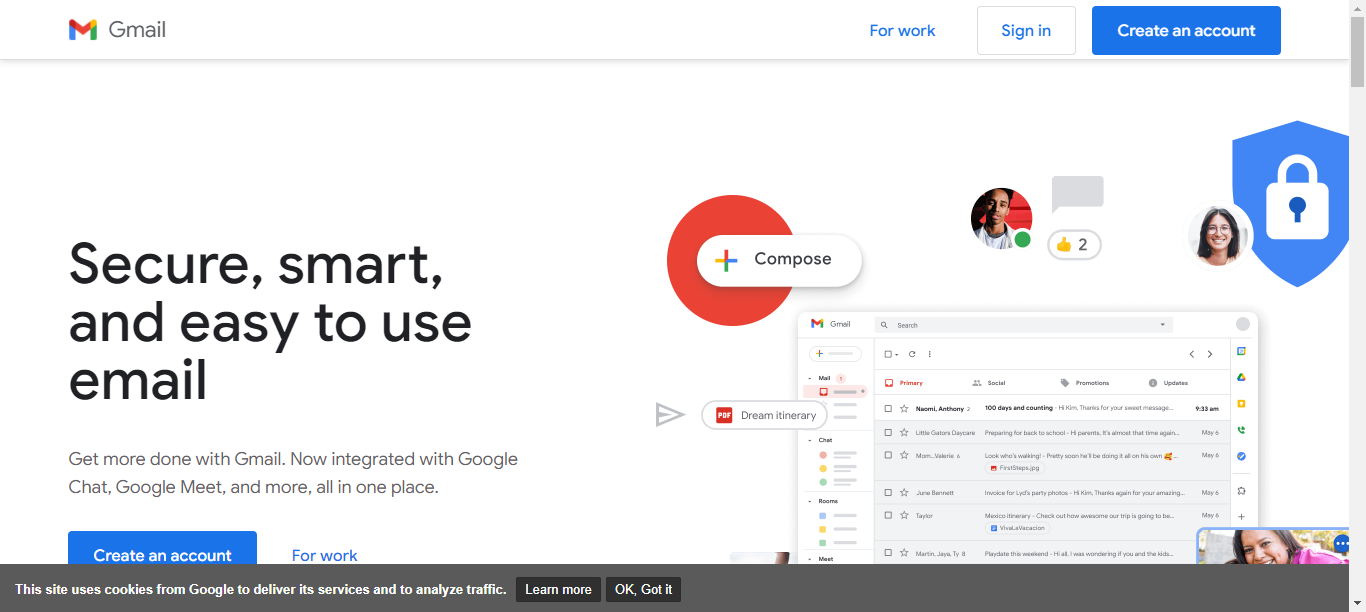 Gmail
For work
Sign in
Create an account
Secure, smart,
and easy to use
email
Get more done with Gmail. Now integrated with Google
Chat, Google Meet, and more, all in one place.
Create an account
For work
2
Compose
PDF Dream itinerary
Gmail
Search
Mail 1
Chat
Rooms
Meet
Primary
Social
Promotions
Updates
Naomi, Anthony 2 100 days and counting - Hi Kim, Thanks for your sweet message... 9:33 am
Little Gators Daycare Preparing for back to school - Hi parents, It's almost that time again... May 6
Mom...Valerie 6 Look who's walking! - Pretty soon he'll be doing it all on his own 🥰... May 6
FirstSteps.jpg
June Bennett Invoice for Lyd's party photos - Hi Kim, Thanks again for your amazing... May 6
Taylor Mexico itinerary - Check out how awesome our trip is going to be... May 6
VivaLaVacacion
Martin, Jaya, Ty 8 Playdate this weekend - Hi all, I was wondering if you and the kids... May 6
This site uses cookies from Google to deliver its services and to analyze traffic.
Learn more
OK, Got it